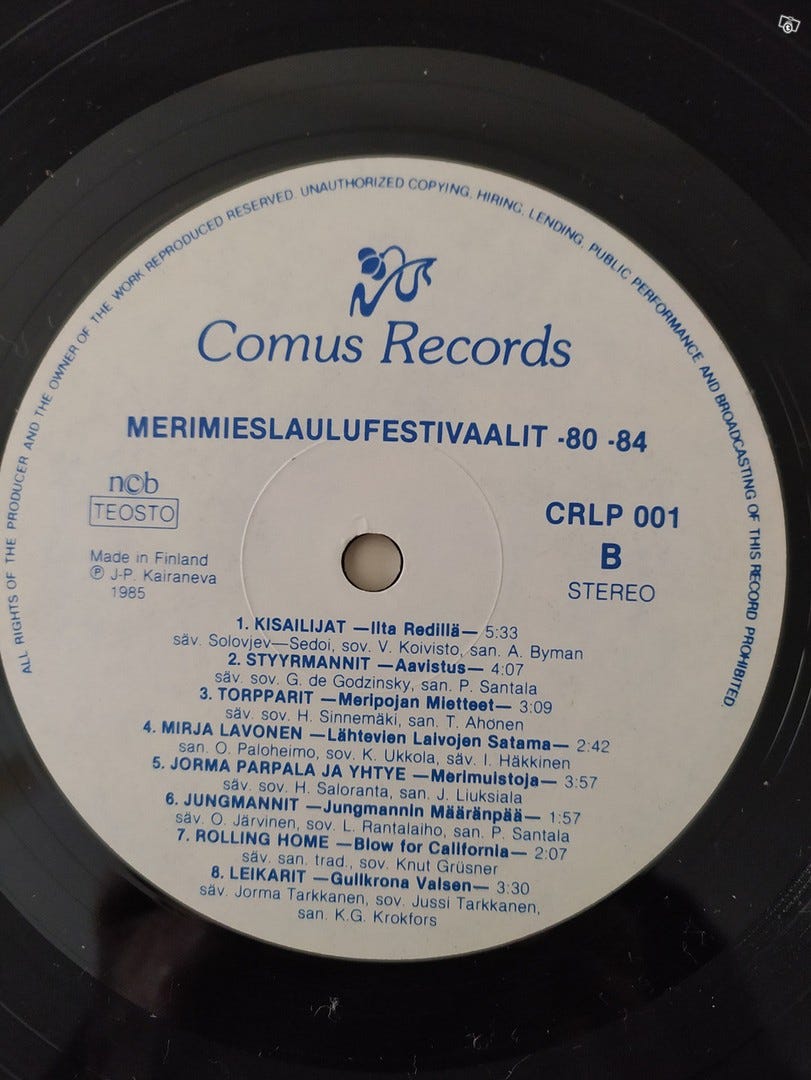 ALL RIGHTS OF THE PRODUCER AND THE OWNER OF THE WORK REPRODUCED RESERVED. UNAUTHORIZED COPYING, HIRING, LENDING, PUBLIC PERFORMANCE AND BROADCASTING OF THIS RECORD PROHIBITED.
Comus Records
MERIMIESLAULUFESTIVAALIT -80 -84
ncb
TEOSTO
Made in Finland
Ⓟ J-P. Kairaneva
1985
CRLP 001
B
STEREO
1. KISAILIJAT —Ilta Redillä— 5:33
säv. Solovjev—Sedoi, sov. V. Koivisto, san. A. Byman
2. STYYRMANNIT —Aavistus— 4:07
säv. sov. G. de Godzinsky, san. P. Santala
3. TORPPARIT —Meripojan Mietteet— 3:09
säv. sov. H. Sinnemäki, san. T. Ahonen
4. MIRJA LAVONEN —Lähtevien Laivojen Satama— 2:42
san. O. Paloheimo, sov. K. Ukkola, säv. I. Häkkinen
5. JORMA PARPALA JA YHTYE —Merimuistoja— 3:57
säv. sov. H. Saloranta, san. J. Liuksiala
6. JUNGMANNIT —Jungmannin Määränpää— 1:57
säv. O. Järvinen, sov. L. Rantalaiho, san. P. Santala
7. ROLLING HOME —Blow for California— 2:07
säv. san. trad., sov. Knut Grüsner
8. LEIKARIT —Gullkrona Valsen— 3:30
säv. Jorma Tarkkanen, sov. Jussi Tarkkanen,
san. K.G. Krokfors